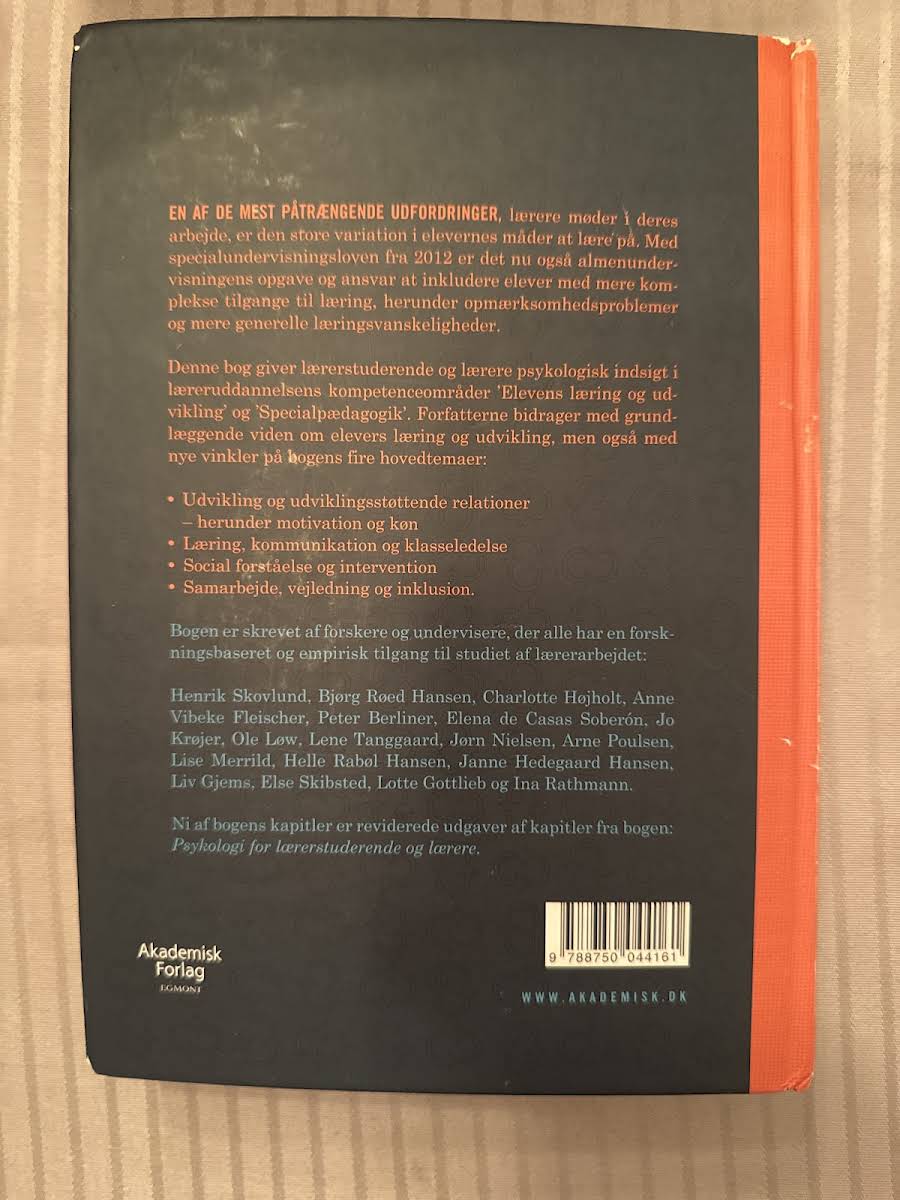 EN AF DE MEST PÅTRÆNGENDE UDFORDRINGER, lærere møder i deres
arbejde, er den store variation i elevernes måder at lære på. Med
specialundervisningsloven fra 2012 er det nu også almenunder-
visningens opgave og ansvar at inkludere elever med mere kom-
plekse tilgange til læring, herunder opmærksomhedsproblemer
og mere generelle læringsvanskeligheder.
Denne bog giver lærerstuderende og lærere psykologisk indsigt i
læreruddannelsens kompetenceområder 'Elevens læring og ud-
vikling' og 'Specialpædagogik'. Forfatterne bidrager med grund-
læggende viden om elevers læring og udvikling, men også med
nye vinkler på bogens fire hovedtemaer:
• Udvikling og udviklingsstøttende relationer
– herunder motivation og køn
• Læring, kommunikation og klasseledelse
• Social forståelse og intervention
• Samarbejde, vejledning og inklusion.
Bogen er skrevet af forskere og undervisere, der alle har en forsk-
ningsbaseret og empirisk tilgang til studiet af lærerarbejdet:
Henrik Skovlund, Bjørg Røed Hansen, Charlotte Højholt, Anne
Vibeke Fleischer, Peter Berliner, Elena de Casas Soberón, Jo
Krøjer, Ole Løw, Lene Tanggaard, Jørn Nielsen, Arne Poulsen,
Lise Merrild, Helle Rabøl Hansen, Janne Hedegaard Hansen,
Liv Gjems, Else Skibsted, Lotte Gottlieb og Ina Rathmann.
Ni af bogens kapitler er reviderede udgaver af kapitler fra bogen:
Psykologi for lærerstuderende og lærere.
9 788750 044161
Akademisk
Forlag
EGMONT
WWW.AKADEMISK.DK